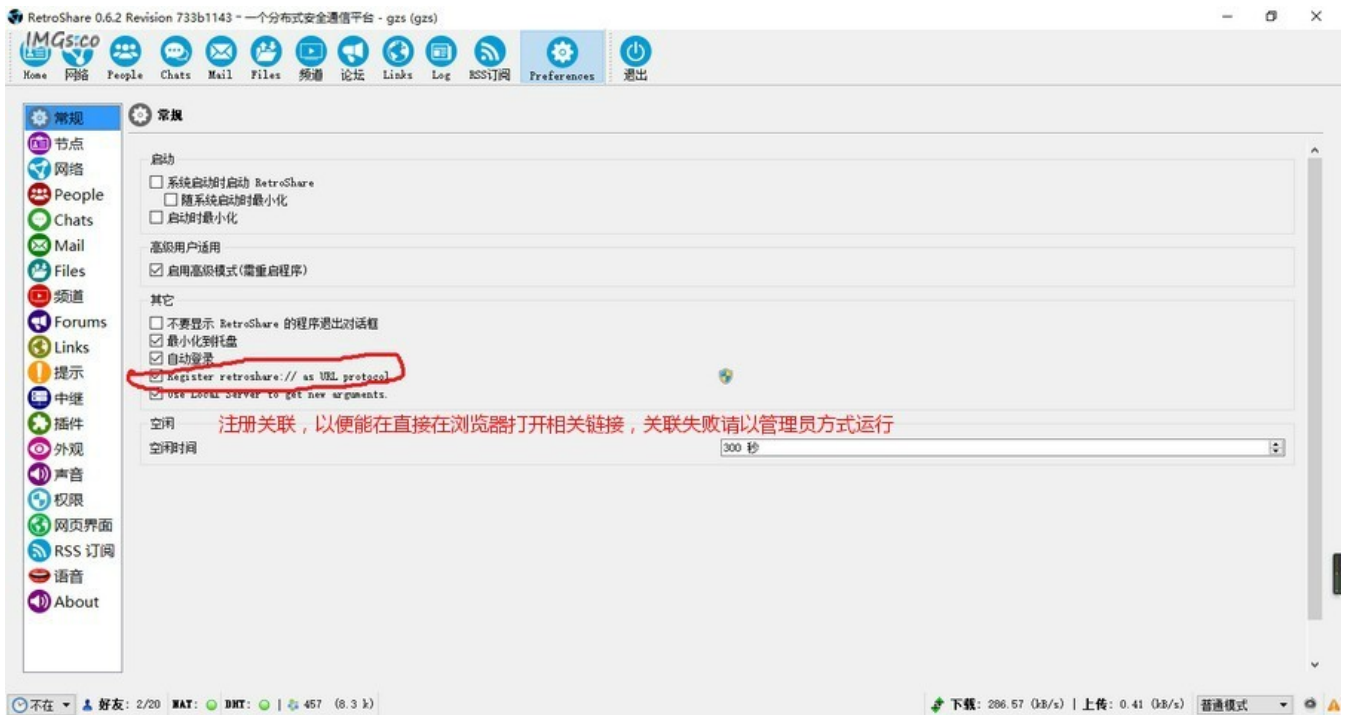 RetroShare 0.6.2 Revision 733b1143 - 一个分布式安全通信平台 - gzs (gzs)
IMGs.co
Home 网络 People Chats Mail Files 频道 论坛 Links Log RSS订阅 Preferences 退出
常规
节点
网络
People
Chats
Mail
Files
频道
Forums
Links
提示
中继
插件
外观
声音
权限
网页界面
RSS 订阅
语音
About
常规
启动
系统启动时启动 RetroShare
随系统启动时最小化
启动时最小化
高级用户适用
启用高级模式(需重启程序)
其它
不要显示 RetroShare 的程序退出对话框
最小化到托盘
自动登录
Register retroshare:// as URL protocol
Use Local Server to get new arguments.
注册关联，以便能在直接在浏览器打开相关链接，关联失败请以管理员方式运行
空闲
空闲时间 300 秒
不在 好友: 2/20 NAT: DHT: | 457 (8.3 k) 下载: 286.57 (kB/s) | 上传: 0.41 (kB/s) 普通模式